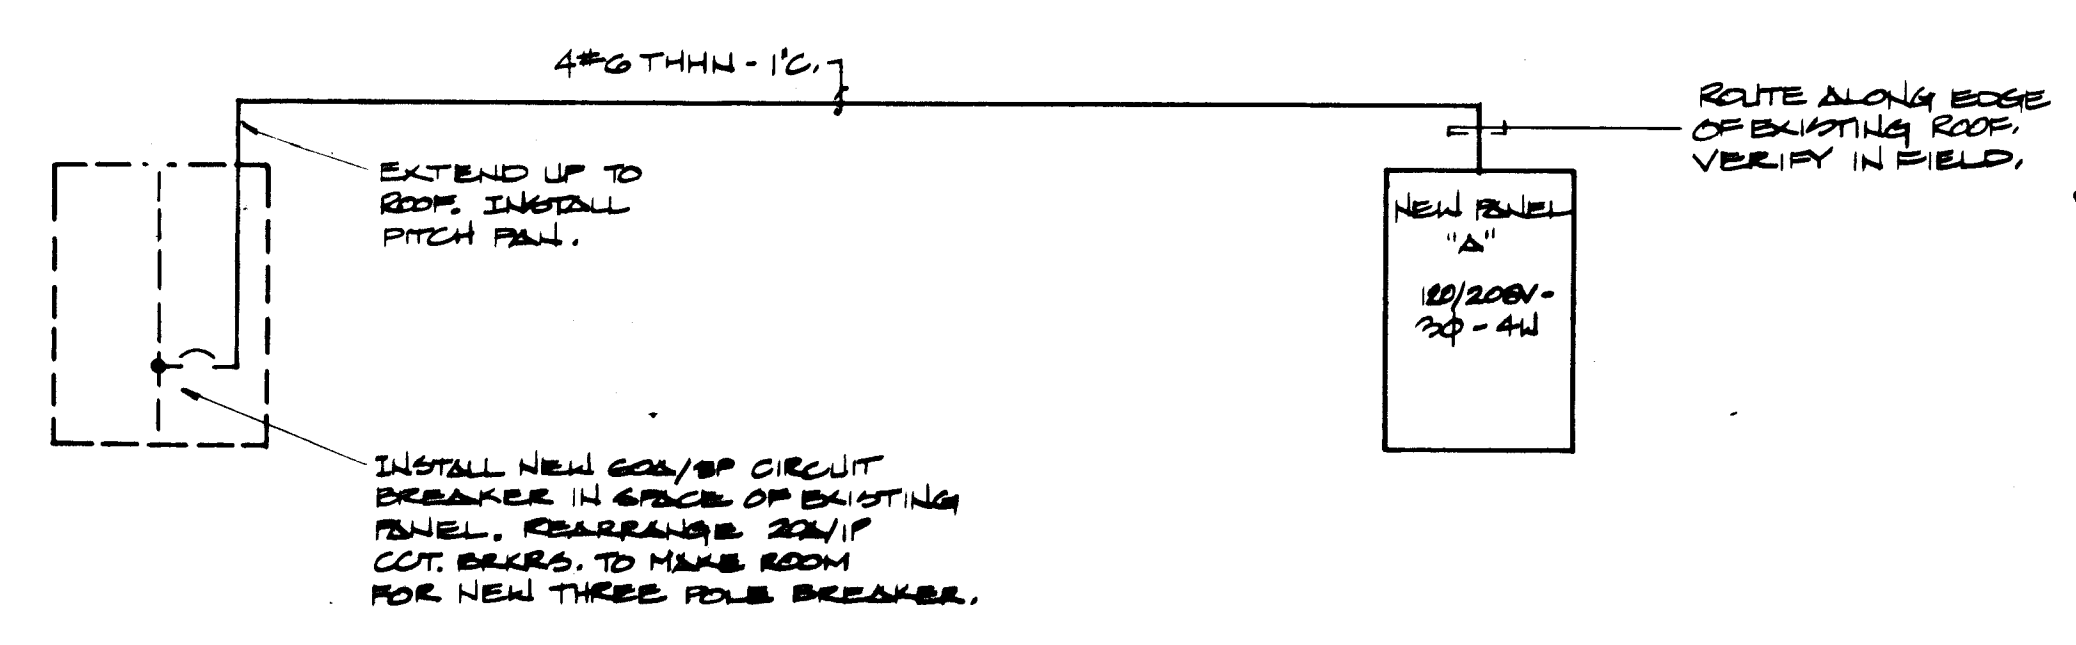 4#6 THHN - 1"C.
ROUTE ALONG EDGE
OF EXISTING ROOF.
VERIFY IN FIELD.
EXTEND UP TO
ROOF. INSTALL
PITCH PAN.
NEW PANEL
"A"
120/208V-
3Ø-4W
INSTALL NEW 60A/3P CIRCUIT
BREAKER IN SPACE OF EXISTING
PANEL. REARRANGE 20A/1P
CCT. BRKRS. TO MAKE ROOM
FOR NEW THREE POLE BREAKER.